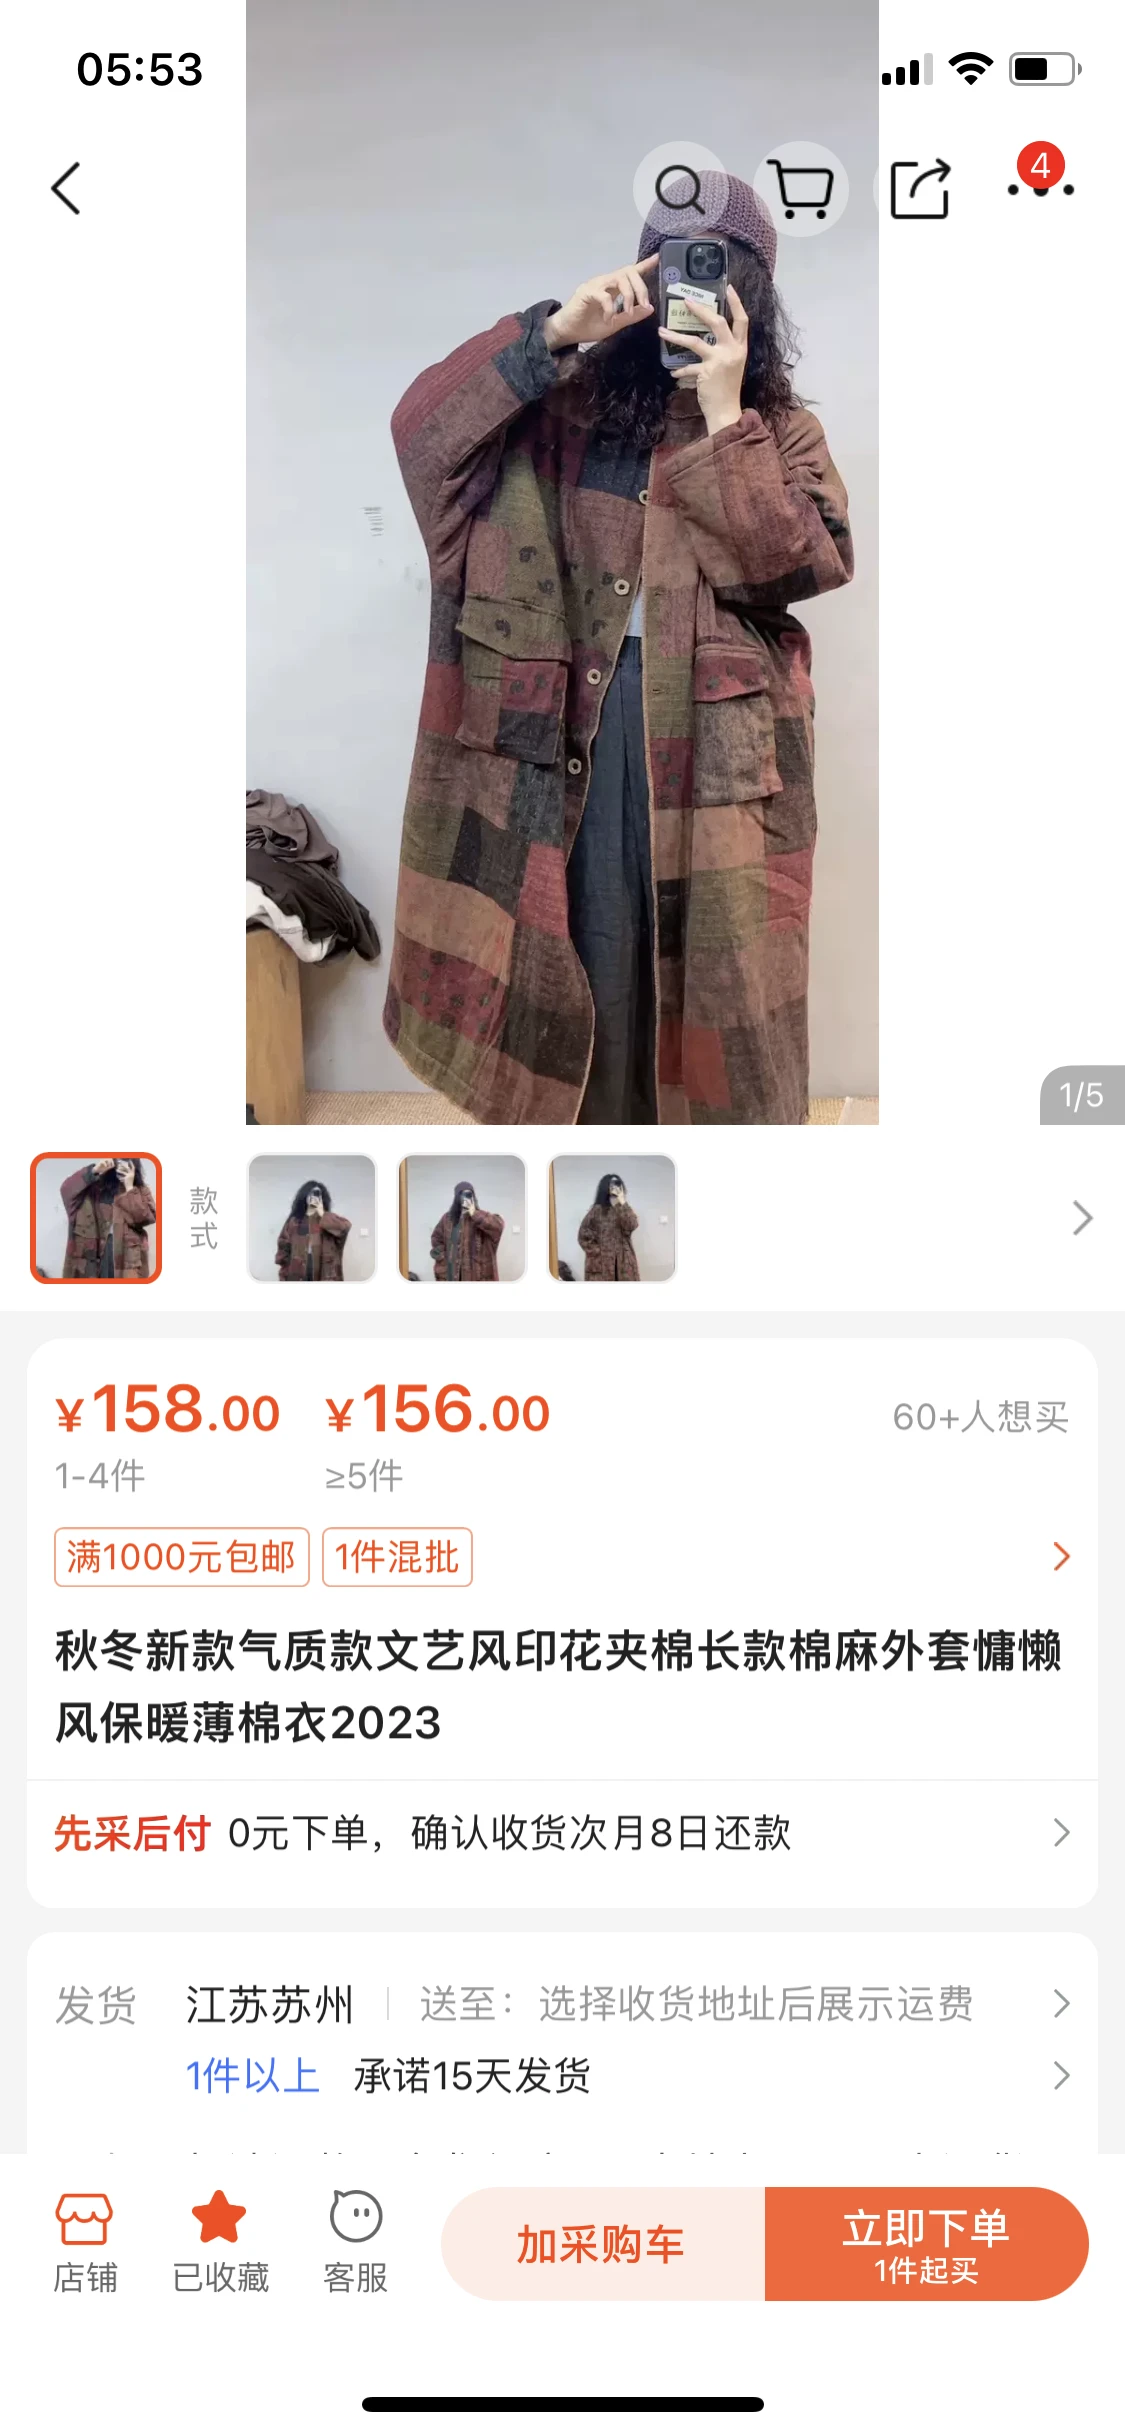 05:53
4
1/5
款式
¥158.00 ¥156.00 60+人想买
1-4件 ≥5件
满1000元包邮 1件混批
秋冬新款气质款文艺风印花夹棉长款棉麻外套慵懒
风保暖薄棉衣2023
先采后付 0元下单，确认收货次月8日还款
发货 江苏苏州 送至：选择收货地址后展示运费
1件以上 承诺15天发货
店铺 已收藏 客服 加采购车 立即下单
1件起买